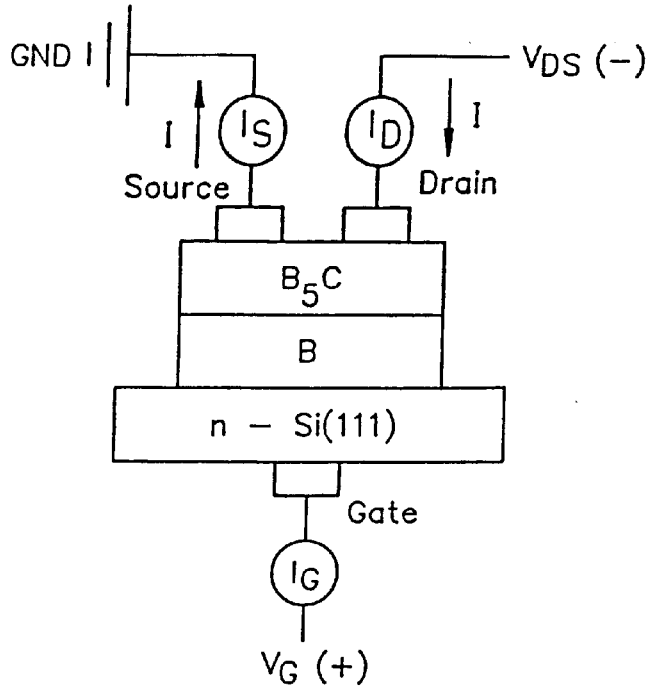 GND I
V_DS (-)
I
I_S
I_D
I
Source
Drain
B_5C
B
n - Si(111)
Gate
I_G
V_G (+)